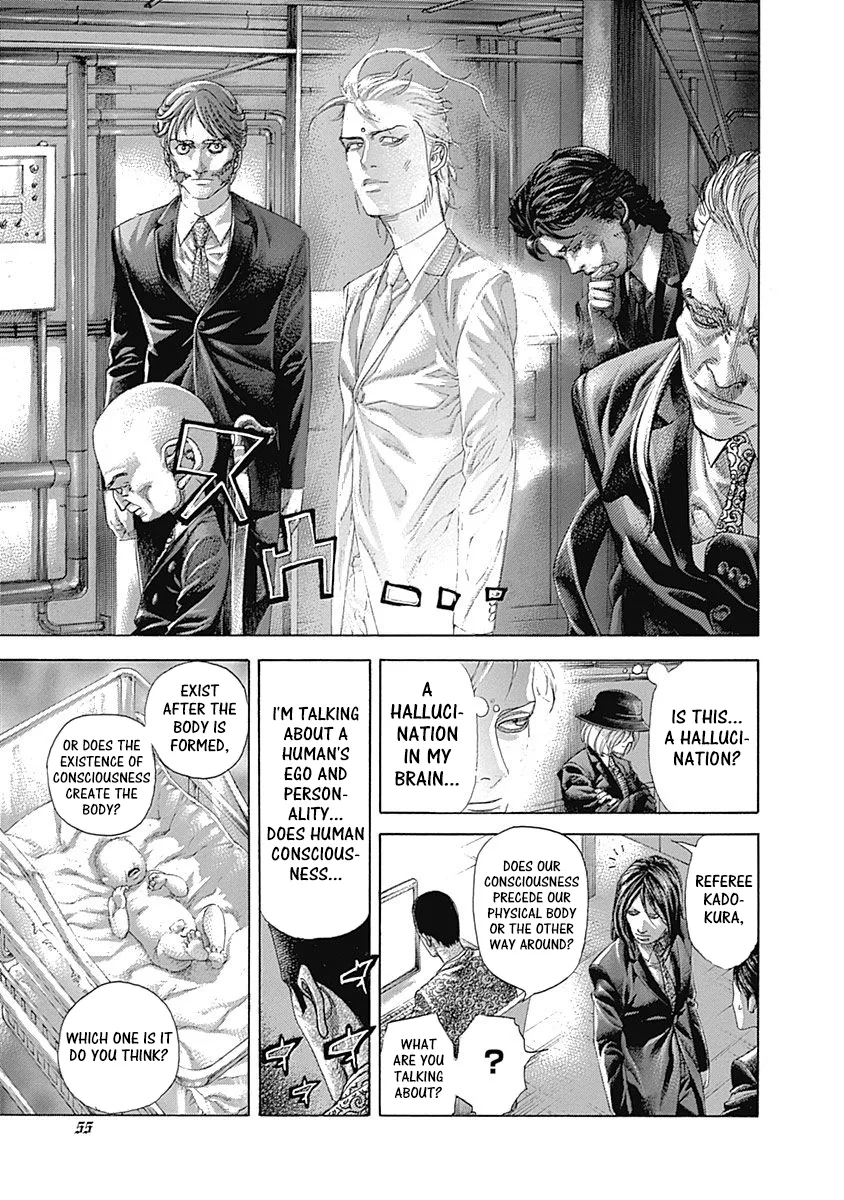 IS THIS...
A HALLUCI-
NATION?
A
HALLUCI-
NATION
IN MY
BRAIN...
REFEREE
KADO-
KURA,
DOES OUR
CONSCIOUSNESS
PRECEDE OUR
PHYSICAL BODY
OR THE OTHER
WAY AROUND?
?
WHAT
ARE YOU
TALKING
ABOUT?
I'M TALKING
ABOUT A
HUMAN'S
EGO AND
PERSON-
ALITY...
DOES HUMAN
CONSCIOUS-
NESS...
EXIST
AFTER THE
BODY IS
FORMED,
OR DOES THE
EXISTENCE OF
CONSCIOUSNESS
CREATE THE
BODY?
WHICH ONE IS IT
DO YOU THINK?
55